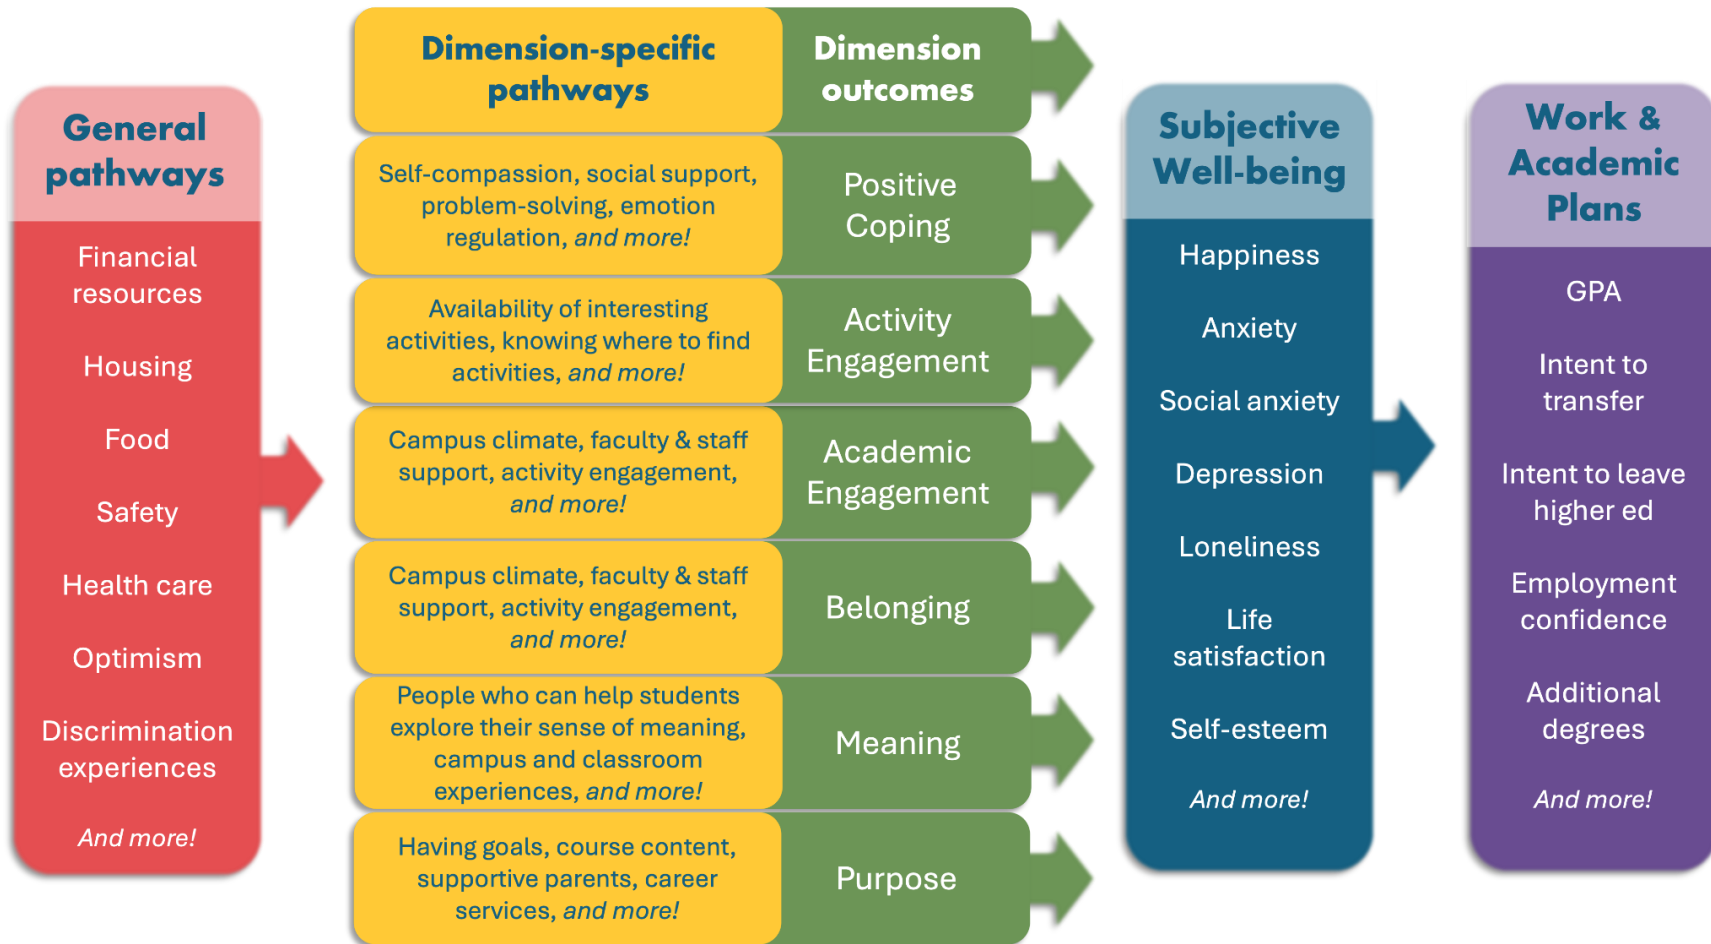 General
pathways
Financial
resources
Housing
Food
Safety
Health care
Optimism
Discrimination
experiences
And more!
Dimension-specific
pathways
Dimension
outcomes
Self-compassion, social support,
problem-solving, emotion
regulation, and more!
Positive
Coping
Availability of interesting
activities, knowing where to find
activities, and more!
Activity
Engagement
Campus climate, faculty & staff
support, activity engagement,
and more!
Academic
Engagement
Campus climate, faculty & staff
support, activity engagement,
and more!
Belonging
People who can help students
explore their sense of meaning,
campus and classroom
experiences, and more!
Meaning
Having goals, course content,
supportive parents, career
services, and more!
Purpose
Subjective
Well-being
Happiness
Anxiety
Social anxiety
Depression
Loneliness
Life
satisfaction
Self-esteem
And more!
Work &
Academic
Plans
GPA
Intent to
transfer
Intent to leave
higher ed
Employment
confidence
Additional
degrees
And more!